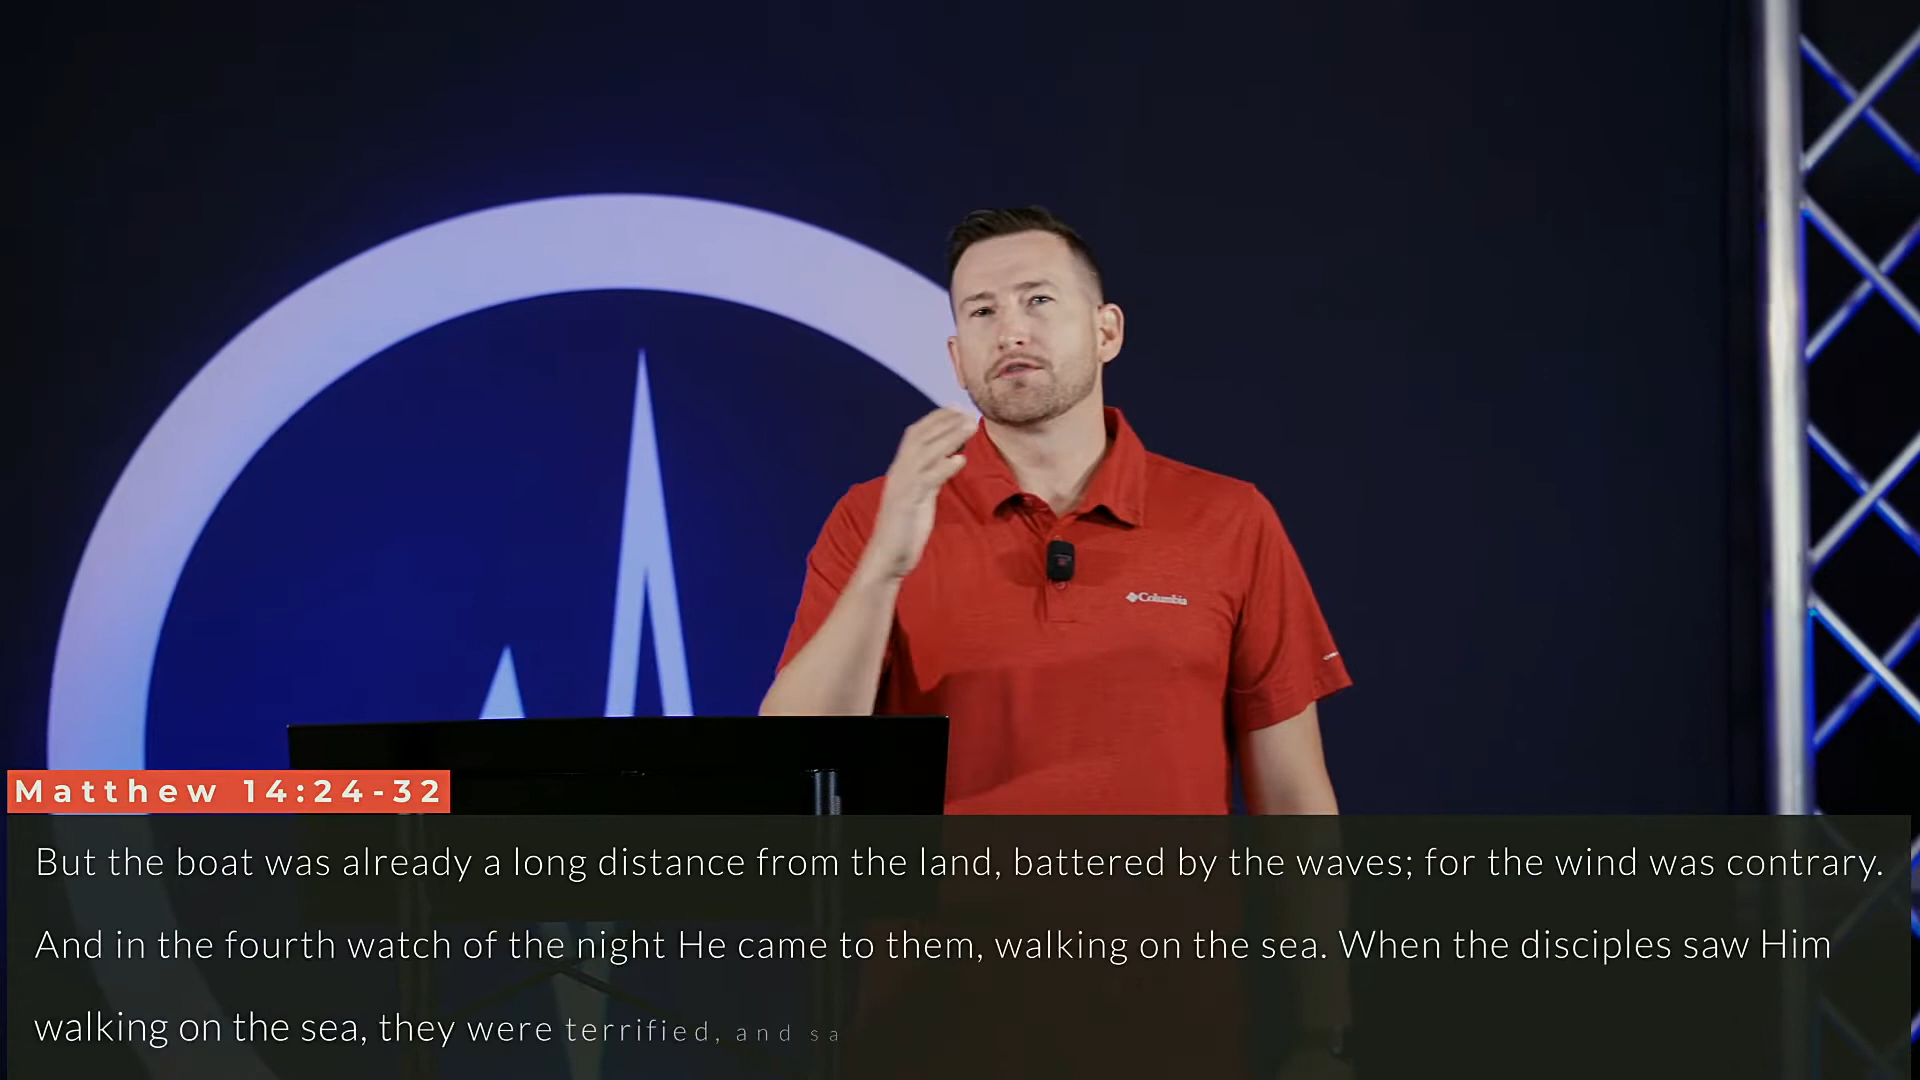 Columbia
Matthew 14:24-32
But the boat was already a long distance from the land, battered by the waves; for the wind was contrary.
And in the fourth watch of the night He came to them, walking on the sea. When the disciples saw Him
walking on the sea, they were terrified, and sa